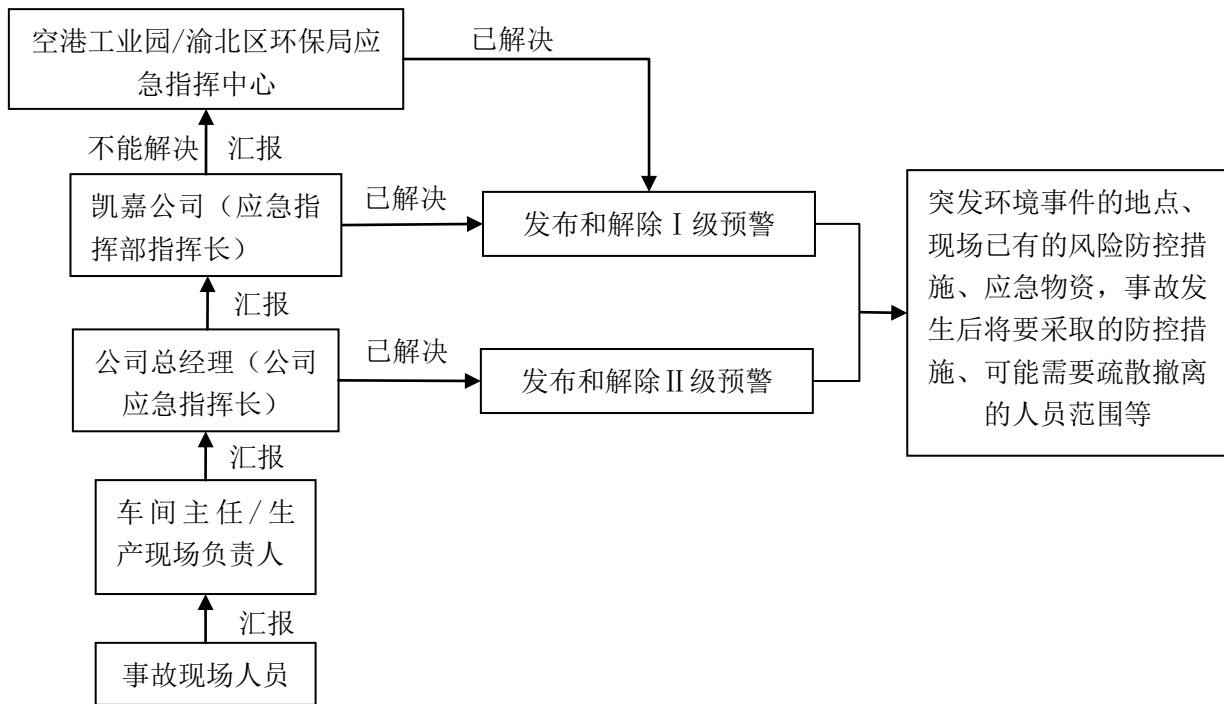 空港工业园/渝北区环保局应
急指挥中心
已解决
不能解决
汇报
凯嘉公司（应急指
挥部指挥长）
已解决
发布和解除Ⅰ级预警
突发环境事件的地点、
现场已有的风险防控措
施、应急物资，事故发
生后将要采取的防控措
施、可能需要疏散撤离
的人员范围等
汇报
公司总经理（公司
应急指挥长）
已解决
发布和解除Ⅱ级预警
汇报
车间主任/生
产现场负责人
汇报
事故现场人员